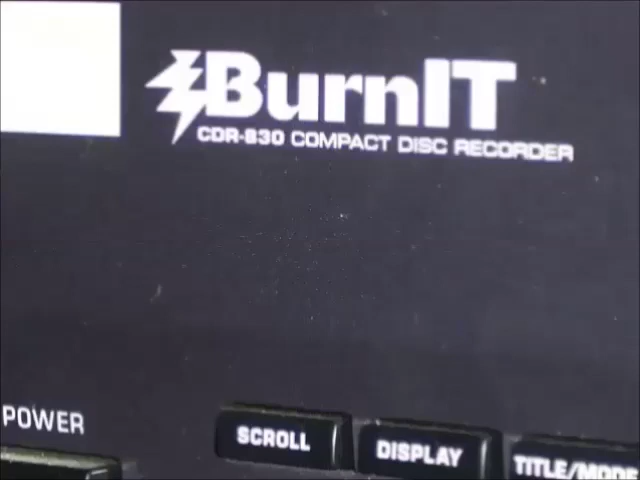 BurnIT
CDR-830 COMPACT DISC RECORDER
POWER
SCROLL
DISPLAY
TITLE/MODE